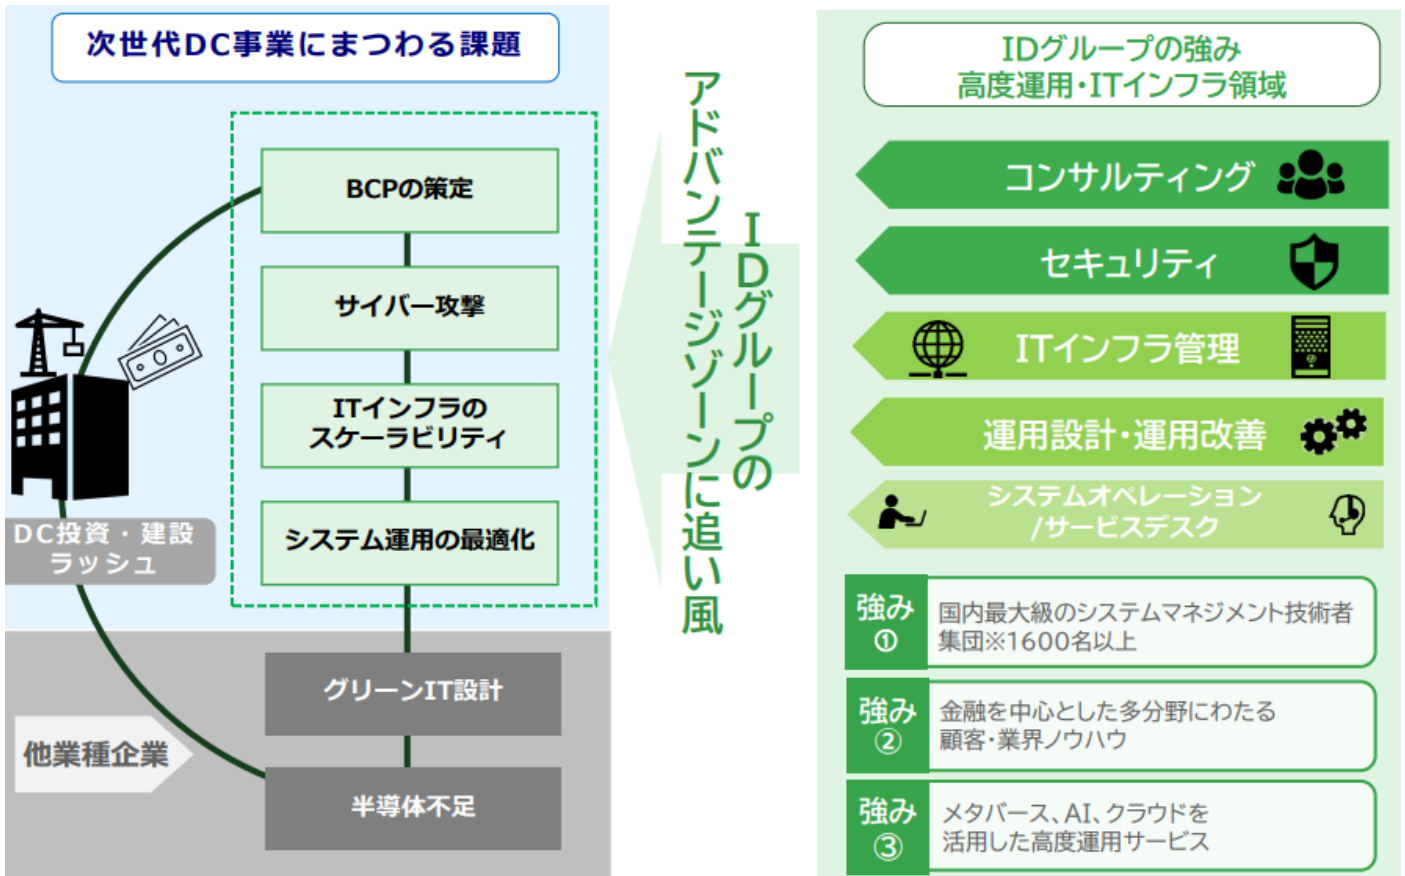 次世代DC事業にまつわる課題
BCPの策定
サイバー攻撃
ITインフラの
スケーラビリティ
システム運用の最適化
DC投資・建設
ラッシュ
グリーンIT設計
他業種企業
半導体不足
IDグループの
アドバンテージゾーンに追い風
IDグループの強み
高度運用・ITインフラ領域
コンサルティング
セキュリティ
ITインフラ管理
運用設計・運用改善
システムオペレーション
/サービスデスク
強み
①
国内最大級のシステムマネジメント技術者
集団※1600名以上
強み
②
金融を中心とした多分野にわたる
顧客・業界ノウハウ
強み
③
メタバース、AI、クラウドを
活用した高度運用サービス